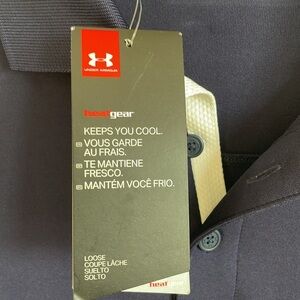 UNDER ARMOUR
heatgear
KEEPS YOU COOL.
VOUS GARDE
AU FRAIS.
TE MANTIENE
FRESCO.
MANTÉM VOCÊ FRIO.
LOOSE
COUPE LÂCHE
SUELTO
SOLTO
heatgear